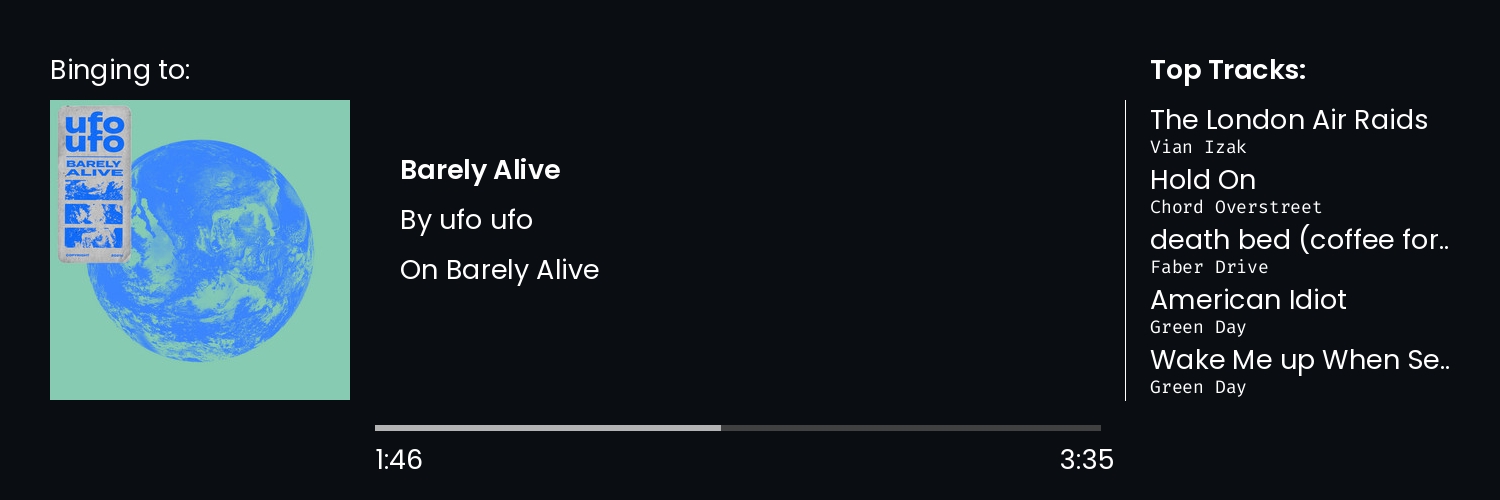 Binging to:
ufo
ufo
BARELY
ALIVE
Barely Alive
By ufo ufo
On Barely Alive
1:46
3:35
Top Tracks:
The London Air Raids
Vian Izak
Hold On
Chord Overstreet
death bed (coffee for..
Faber Drive
American Idiot
Green Day
Wake Me up When Se..
Green Day